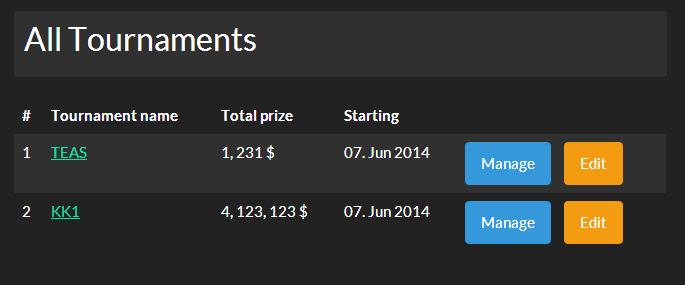 All Tournaments
# Tournament name Total prize Starting
1 TEAS 1, 231 $ 07. Jun 2014 Manage Edit
2 KK1 4, 123, 123 $ 07. Jun 2014 Manage Edit